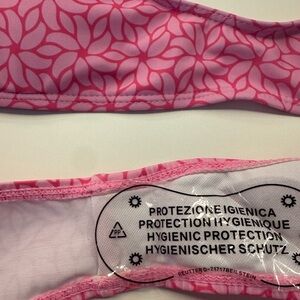 PROTEZIONE IGIENICA
PROTECTION HYGIENIQUE
HYGIENIC PROTECTION
HYGIENISCHER SCHUTZ